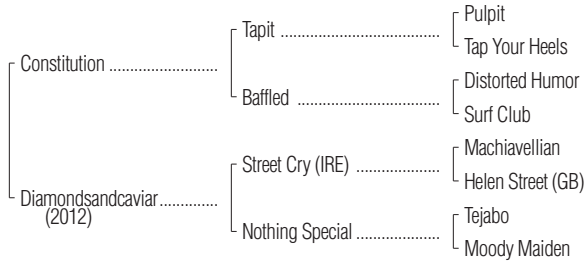 Pulpit
Tapit ................................
Tap Your Heels
Constitution ......................
Distorted Humor
Baffled ............................
Surf Club
Machiavellian
Street Cry (IRE) .................
Helen Street (GB)
Diamondsandcaviar............
(2012)
Tejabo
Nothing Special .................
Moody Maiden